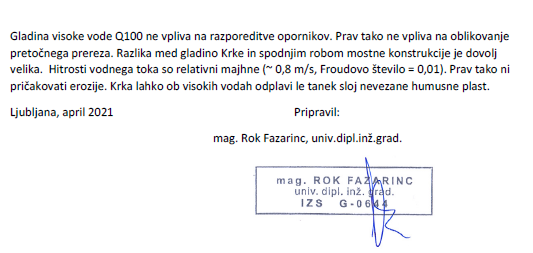 Gladina visoke vode Q100 ne vpliva na razporeditve opornikov. Prav tako ne vpliva na oblikovanje
pretočnega prereza. Razlika med gladino Krke in spodnjim robom mostne konstrukcije je dovolj
velika. Hitrosti vodnega toka so relativni majhne (~ 0,8 m/s, Froudovo število = 0,01). Prav tako ni
pričakovati erozije. Krka lahko ob visokih vodah odplavi le tanek sloj nevezane humusne plast.
Ljubljana, april 2021 Pripravil:
mag. Rok Fazarinc, univ.dipl.inž.grad.
mag. ROK FAZARINC
univ. dipl. inž. grad.
IZS G-0644